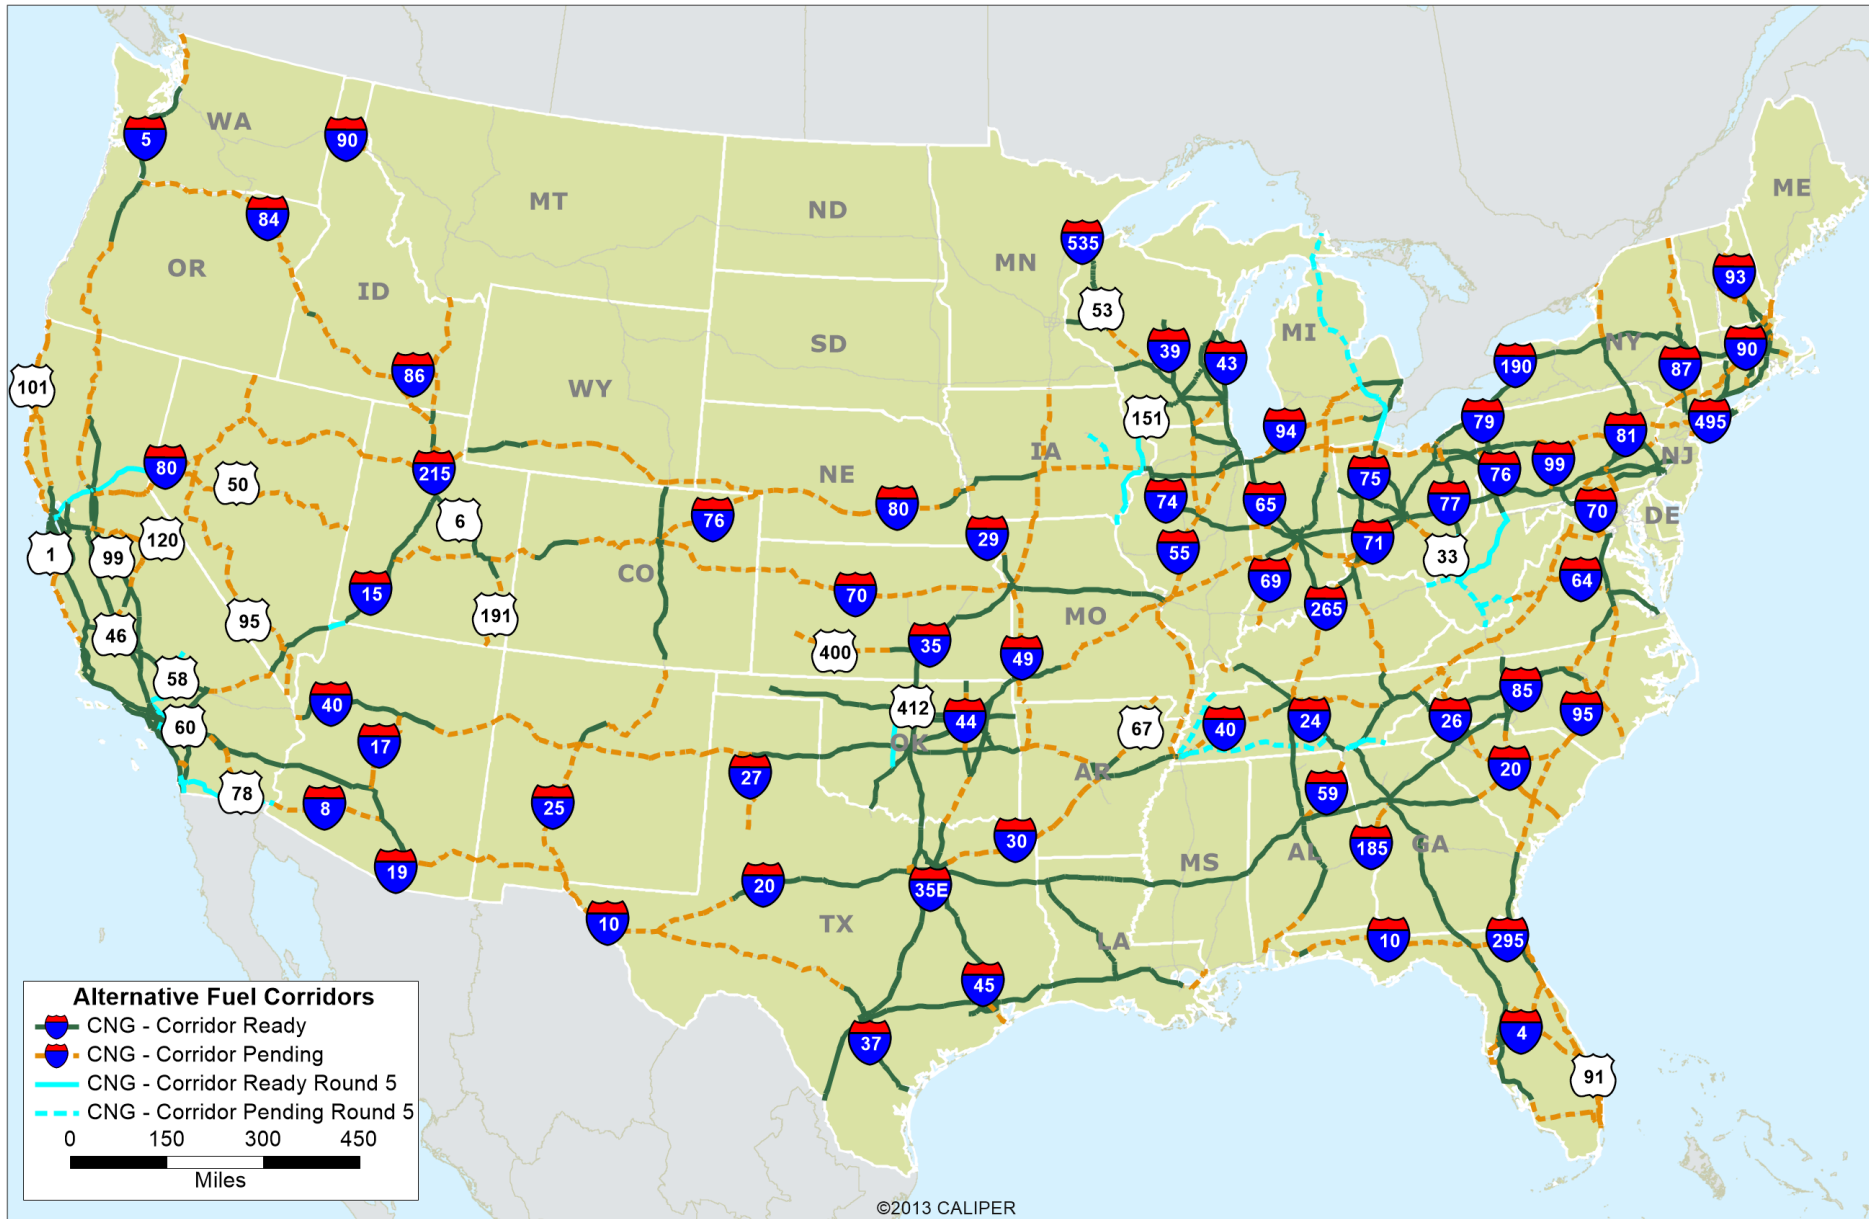 WA
5
90
84
OR
ID
MT
ND
MN
535
53
ME
93
SD
WY
86
101
39
43
MI
NY
190
87
90
151
94
79
81
495
NJ
IA
NE
80
215
50
6
76
80
29
74
65
75
77
76
99
70
DE
1
99
120
CO
55
71
33
15
191
70
69
265
64
MO
46
95
400
35
49
58
40
60
17
412
44
OK
67
AR
40
24
26
85
95
78
8
25
27
30
59
20
185
GA
AL
MS
19
20
35E
10
TX
LA
10
295
45
37
4
91
Alternative Fuel Corridors
CNG - Corridor Ready
CNG - Corridor Pending
CNG - Corridor Ready Round 5
CNG - Corridor Pending Round 5
0 150 300 450
Miles
©2013 CALIPER